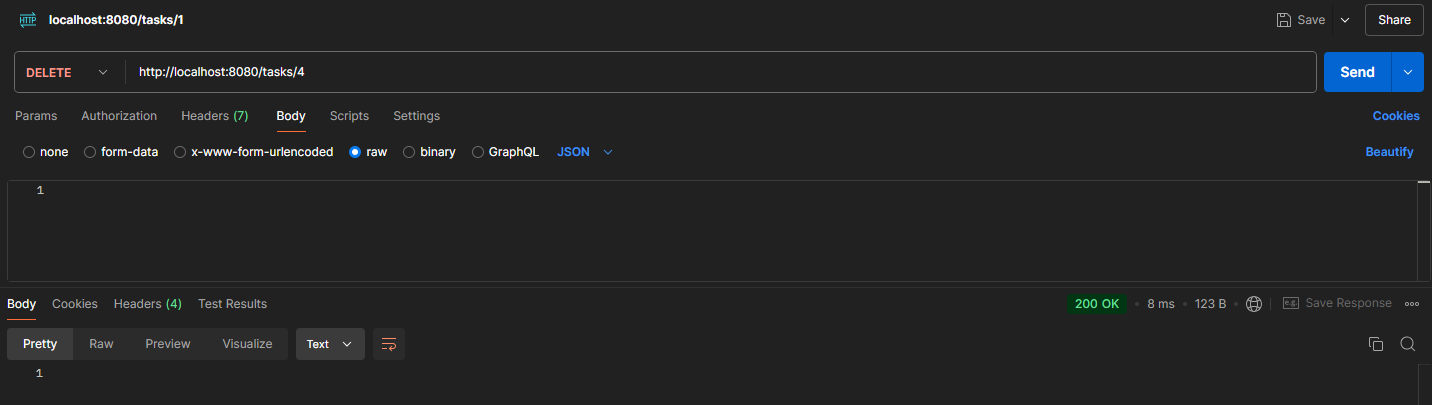 HTTP localhost:8080/tasks/1 Save Share
DELETE http://localhost:8080/tasks/4 Send
Params Authorization Headers (7) Body Scripts Settings Cookies
none form-data x-www-form-urlencoded raw binary GraphQL JSON Beautify
1
Body Cookies Headers (4) Test Results 200 OK • 8 ms • 123 B • e.g. Save Response
Pretty Raw Preview Visualize Text
1